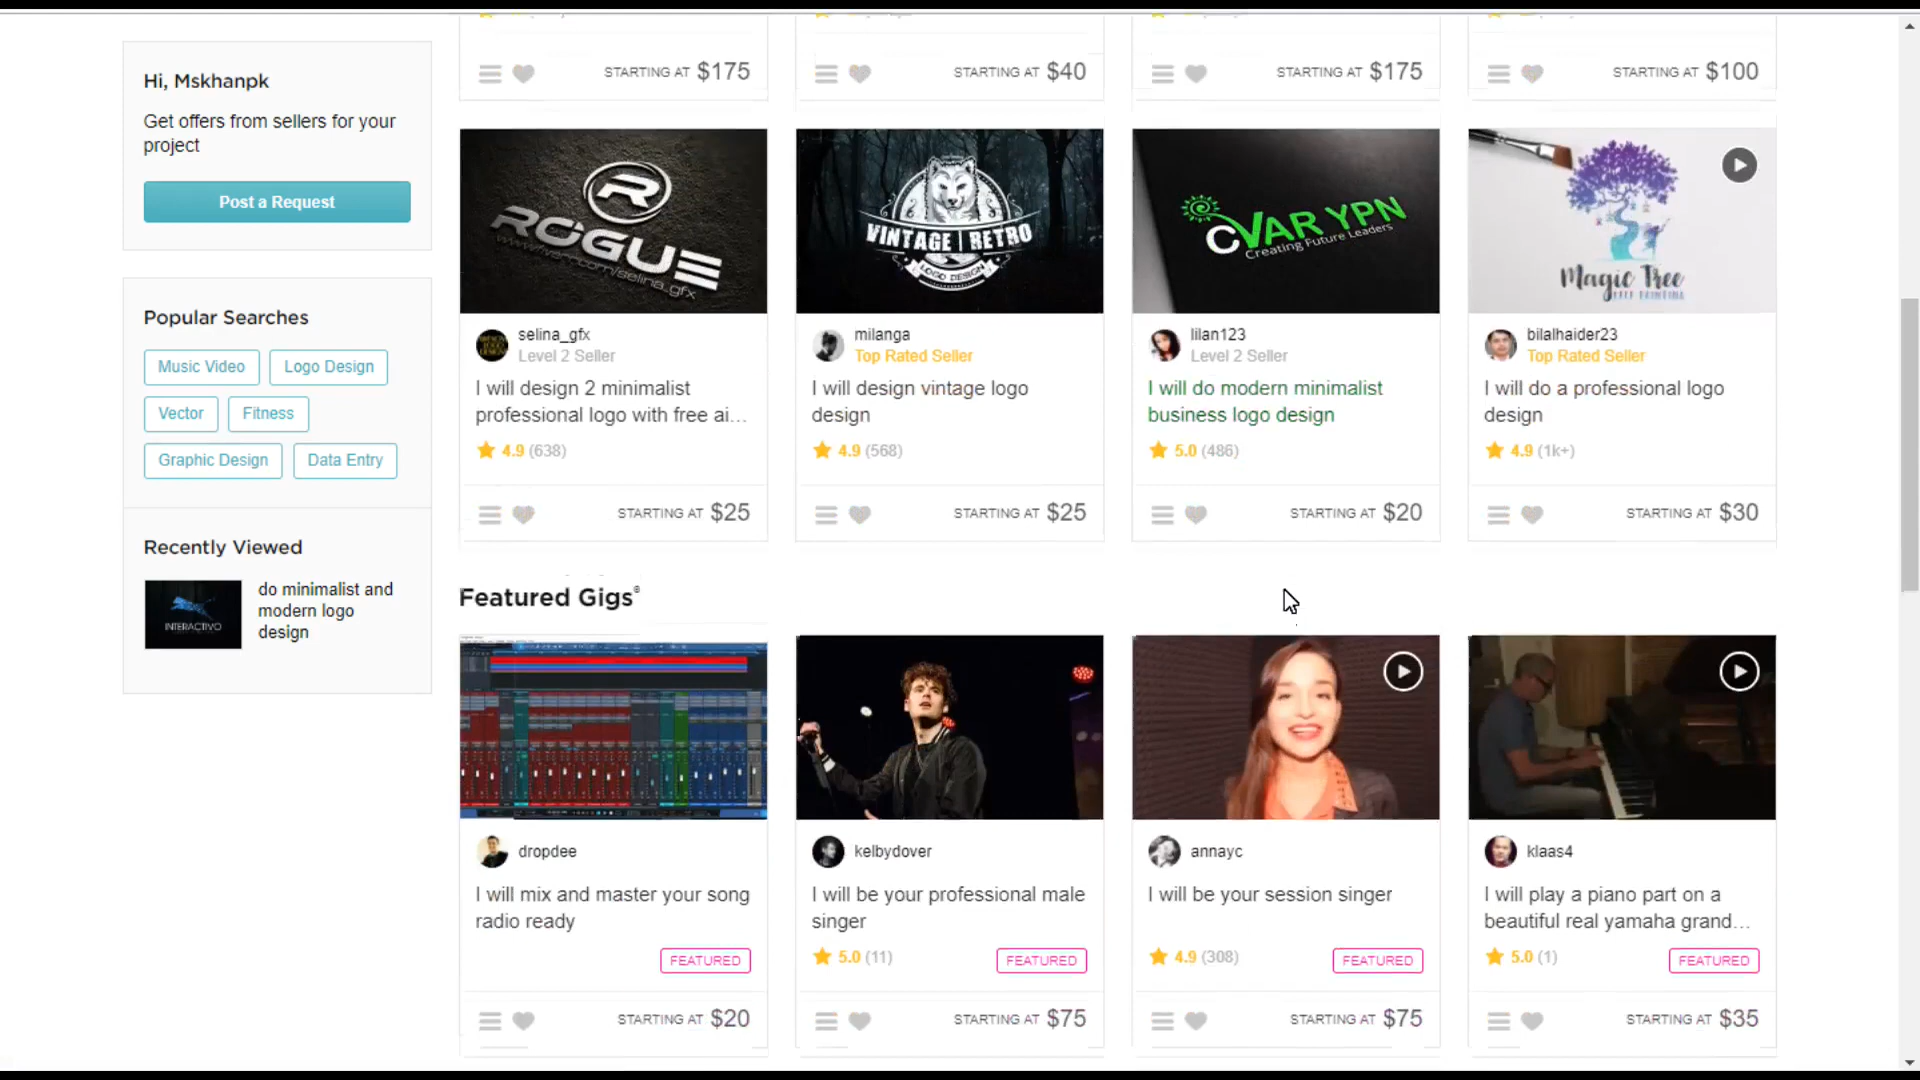 STARTING AT $175
STARTING AT $40
STARTING AT $175
STARTING AT $100
Hi, Mskhanpk
Get offers from sellers for your
project
Post a Request
Popular Searches
Music Video
Logo Design
Vector
Fitness
Graphic Design
Data Entry
Recently Viewed
INTERACTIVO
do minimalist and
modern logo
design
R
ROGUE
selina_gfx
Level 2 Seller
I will design 2 minimalist
professional logo with free ai...
4.9 (638)
STARTING AT $25
VINTAGE | RETRO
LOGO DESIGN
milanga
Top Rated Seller
I will design vintage logo
design
4.9 (568)
STARTING AT $25
CVAR YPN
Creating Future Leaders
lilan123
Level 2 Seller
I will do modern minimalist
business logo design
5.0 (486)
STARTING AT $20
Magic Tree
bilalhaider23
Top Rated Seller
I will do a professional logo
design
4.9 (1k+)
STARTING AT $30
Featured Gigs®
dropdee
I will mix and master your song
radio ready
FEATURED
STARTING AT $20
kelbydover
I will be your professional male
singer
5.0 (11)
FEATURED
STARTING AT $75
annayc
I will be your session singer
4.9 (308)
FEATURED
STARTING AT $75
klaas4
I will play a piano part on a
beautiful real yamaha grand...
5.0 (1)
FEATURED
STARTING AT $35